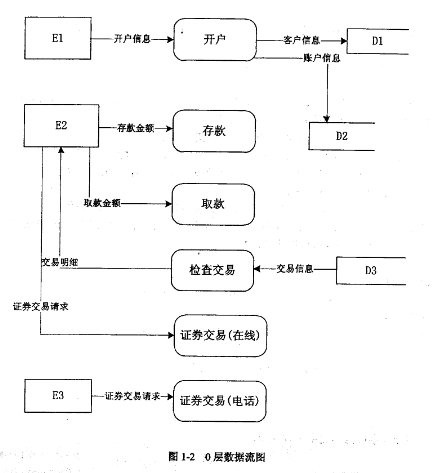 E1
开户信息
开户
客户信息
D1
账户信息
E2
存款金额
存款
D2
取款金额
取款
交易明细
检查交易
交易信息
D3
证券交易请求
证券交易(在线)
E3
证券交易请求
证券交易(电话)
图 1-2 0 层数据流图